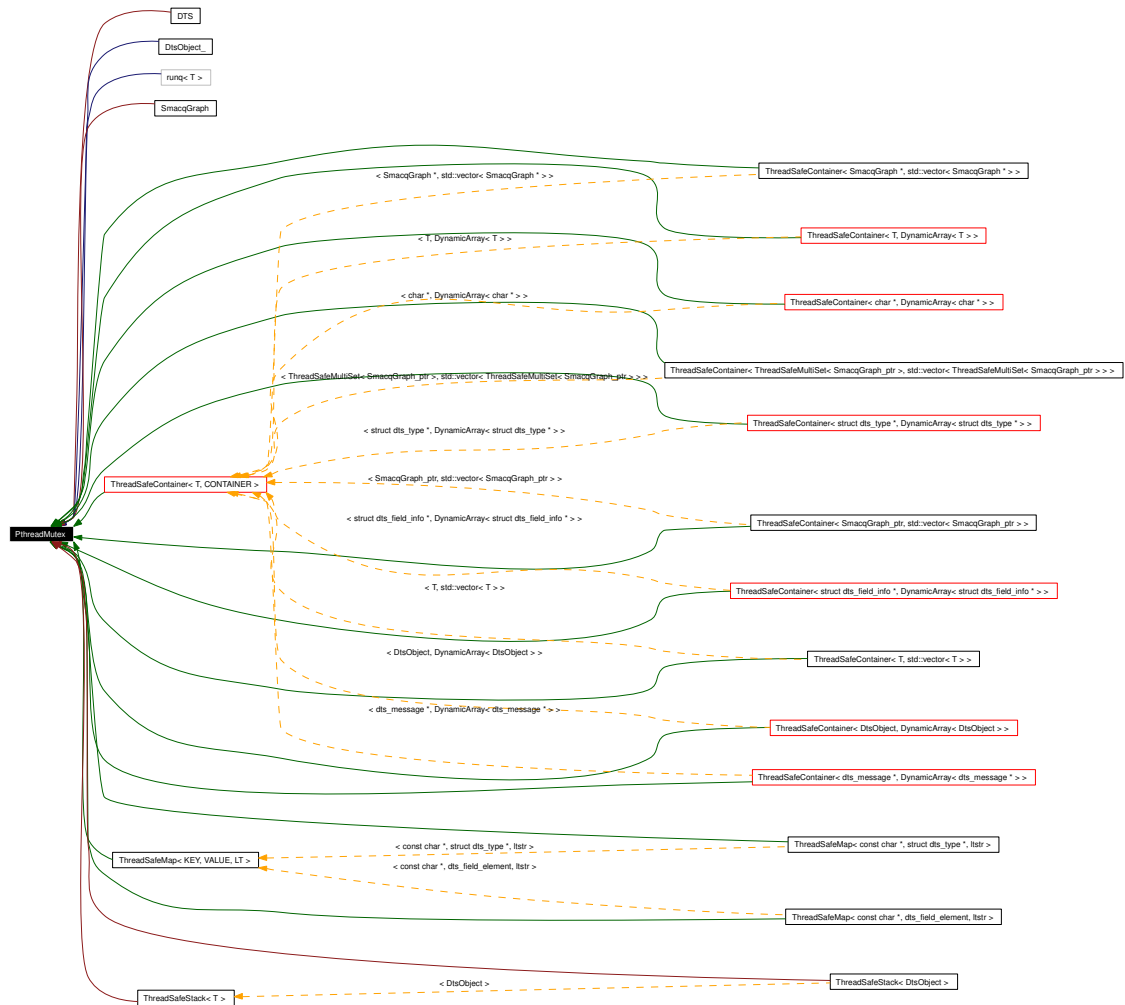 DTS
DtsObject_
runq< T >
SmacqGraph
ThreadSafeContainer< SmacqGraph *, std::vector< SmacqGraph * > >
< SmacqGraph *, std::vector< SmacqGraph * > >
ThreadSafeContainer< T, DynamicArray< T > >
< T, DynamicArray< T > >
< char *, DynamicArray< char * > >
ThreadSafeContainer< char *, DynamicArray< char * > >
ThreadSafeContainer< ThreadSafeMultiSet< SmacqGraph_ptr >, std::vector< ThreadSafeMultiSet< SmacqGraph_ptr > > >
< ThreadSafeMultiSet< SmacqGraph_ptr >, std::vector< ThreadSafeMultiSet< SmacqGraph_ptr > > >
ThreadSafeContainer< struct dts_type *, DynamicArray< struct dts_type * > >
< struct dts_type *, DynamicArray< struct dts_type * > >
< SmacqGraph_ptr, std::vector< SmacqGraph_ptr > >
ThreadSafeContainer< T, CONTAINER >
< struct dts_field_info *, DynamicArray< struct dts_field_info * > >
ThreadSafeContainer< SmacqGraph_ptr, std::vector< SmacqGraph_ptr > >
PthreadMutex
< T, std::vector< T > >
ThreadSafeContainer< struct dts_field_info *, DynamicArray< struct dts_field_info * > >
< DtsObject, DynamicArray< DtsObject > >
ThreadSafeContainer< T, std::vector< T > >
< dts_message *, DynamicArray< dts_message * > >
ThreadSafeContainer< DtsObject, DynamicArray< DtsObject > >
ThreadSafeContainer< dts_message *, DynamicArray< dts_message * > >
< const char *, struct dts_type *, ltstr >
ThreadSafeMap< const char *, struct dts_type *, ltstr >
ThreadSafeMap< KEY, VALUE, LT >
< const char *, dts_field_element, ltstr >
ThreadSafeMap< const char *, dts_field_element, ltstr >
< DtsObject >
ThreadSafeStack< DtsObject >
ThreadSafeStack< T >